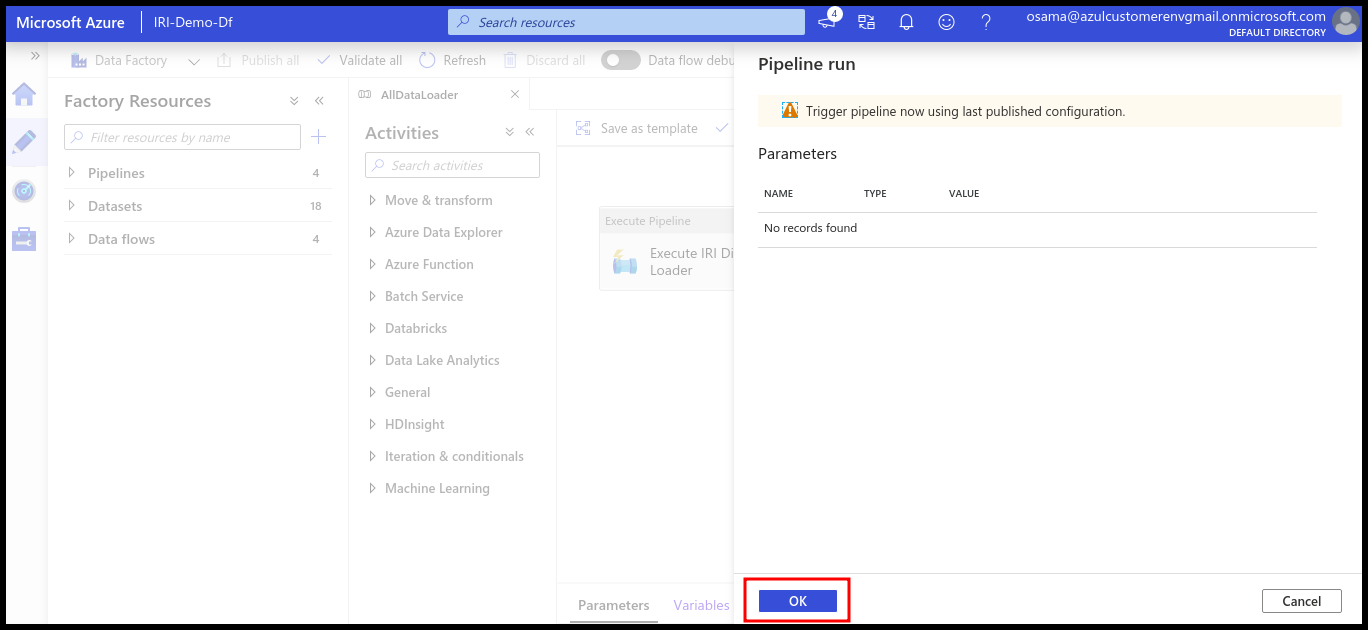 Microsoft Azure
IRI-Demo-Df
Search resources
4
?
osama@azulcustomerenvgmail.onmicrosoft.com
DEFAULT DIRECTORY
Data Factory
Publish all
Validate all
Refresh
Discard all
Data flow debu
Factory Resources
Filter resources by name
Pipelines 4
Datasets 18
Data flows 4
AllDataLoader
Activities
Search activities
Move & transform
Azure Data Explorer
Azure Function
Batch Service
Databricks
Data Lake Analytics
General
HDInsight
Iteration & conditionals
Machine Learning
Save as template
Execute Pipeline
Execute IRI Di
Loader
Parameters
Variables
Pipeline run
Trigger pipeline now using last published configuration.
Parameters
NAME TYPE VALUE
No records found
OK
Cancel